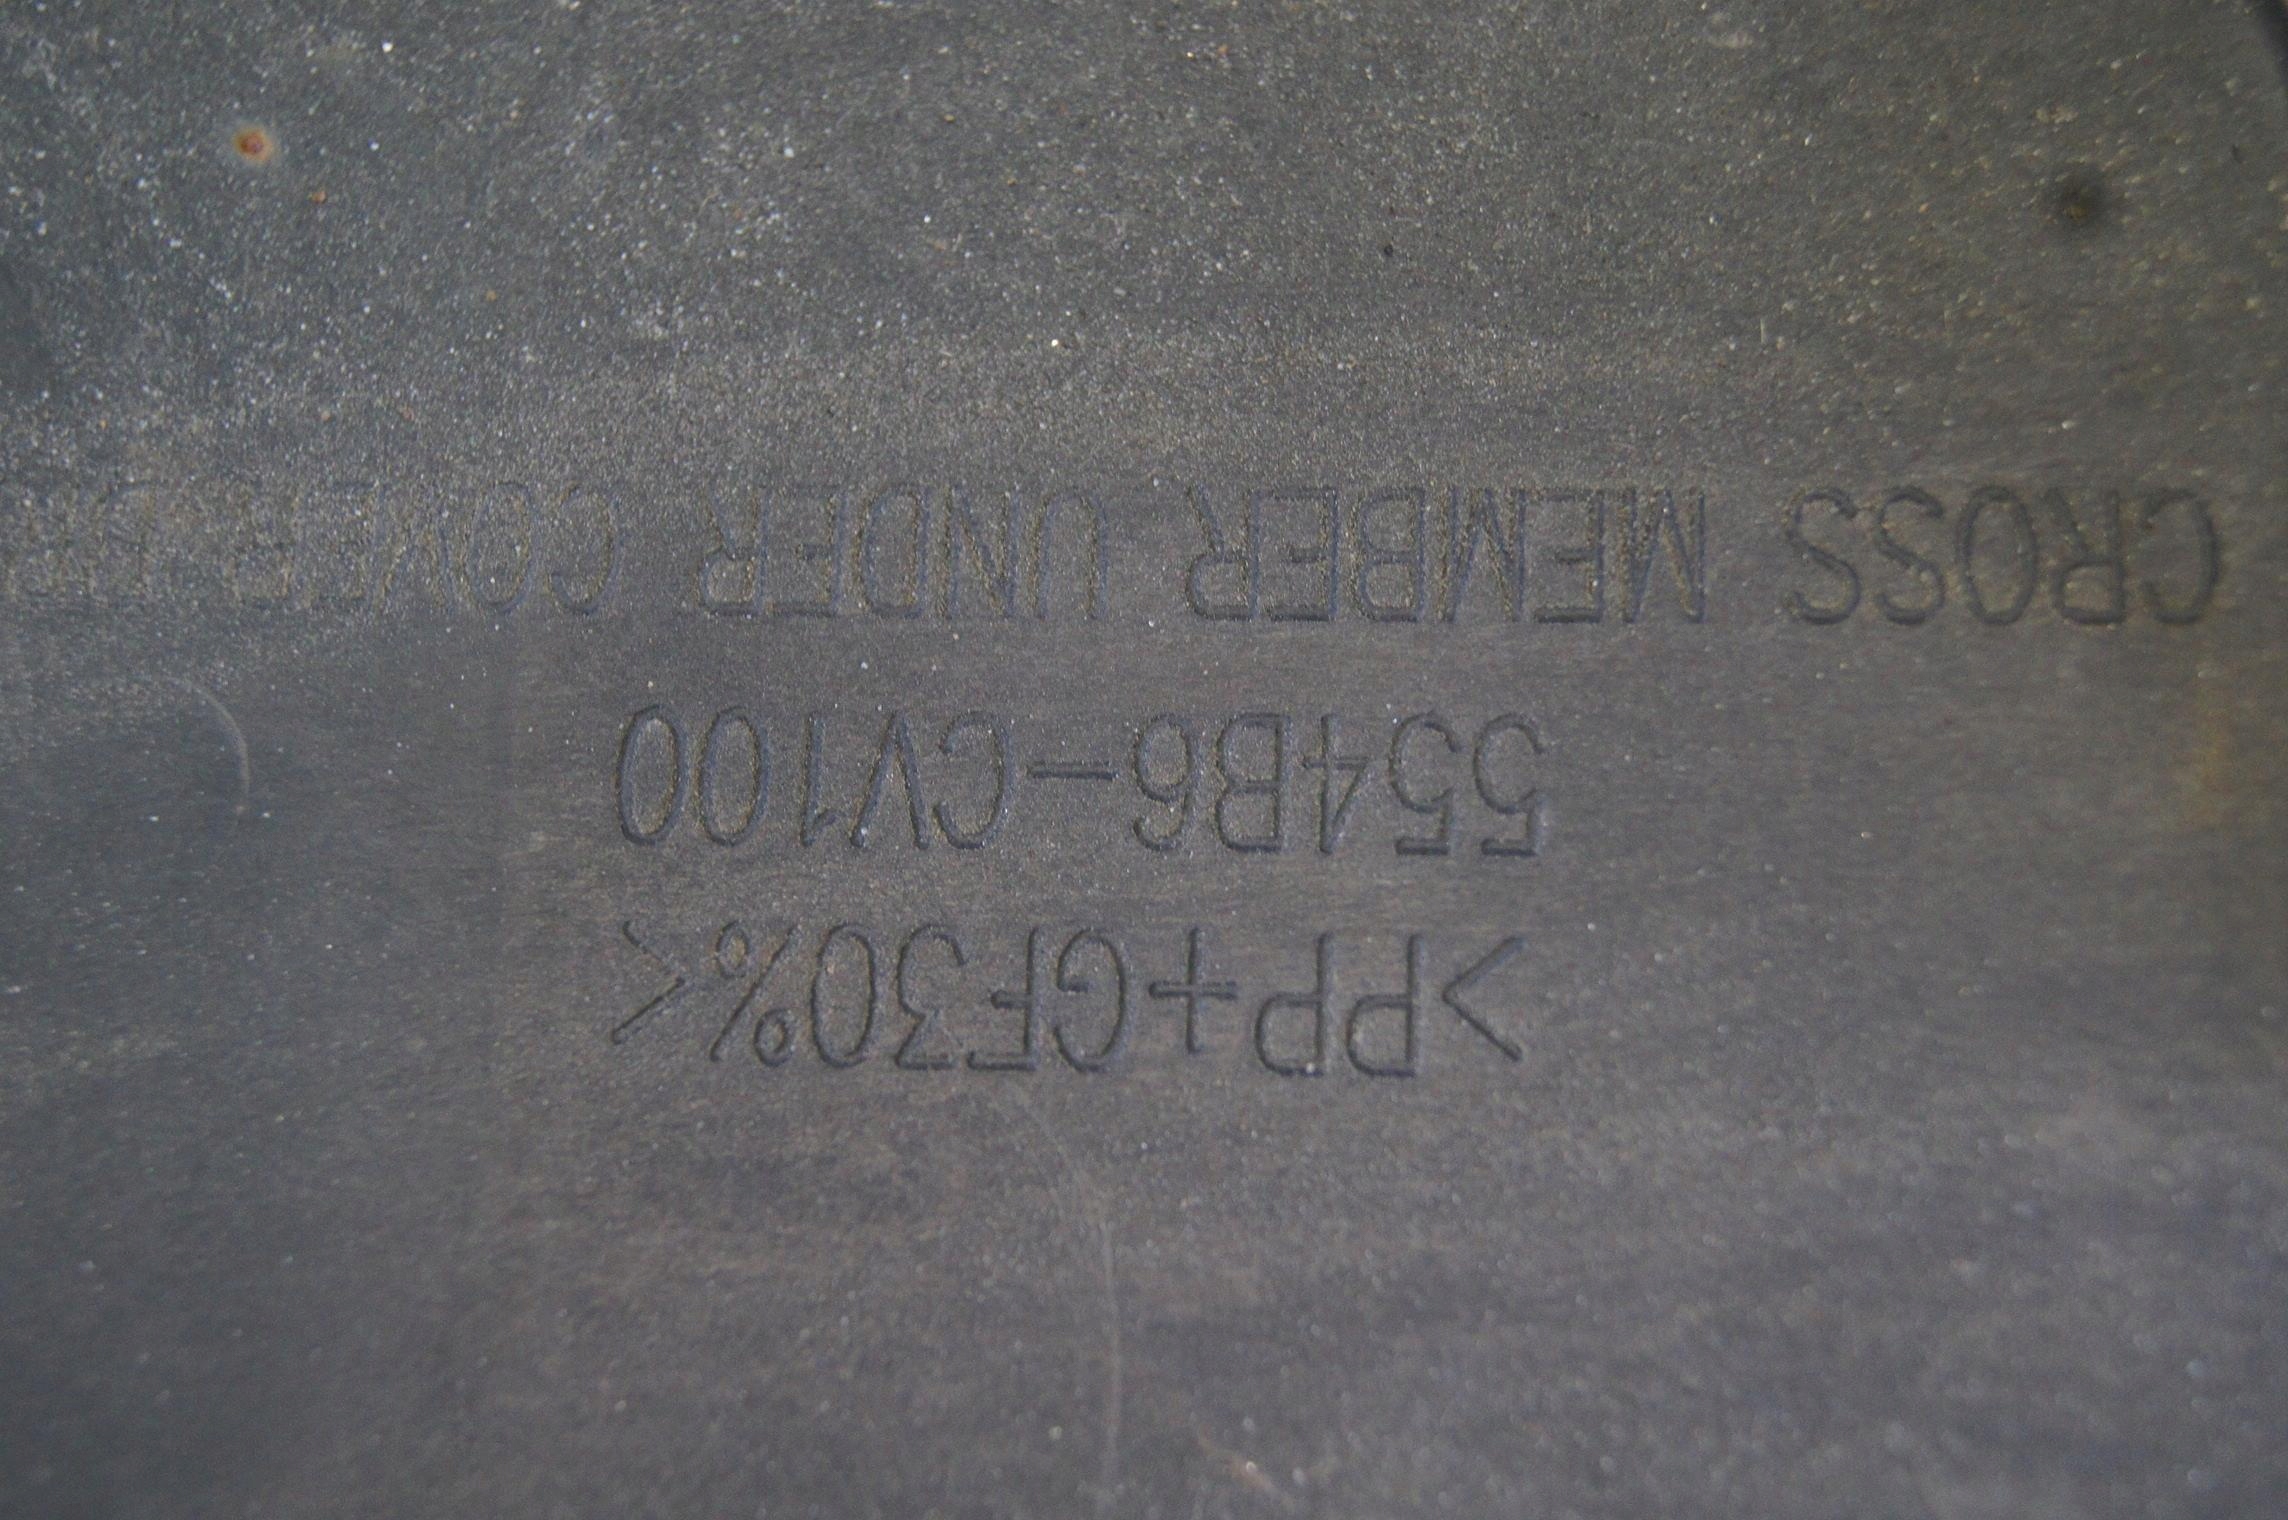 >PP+GF30%<
554B6-CV100
CROSS MEMBER UNDER COVER